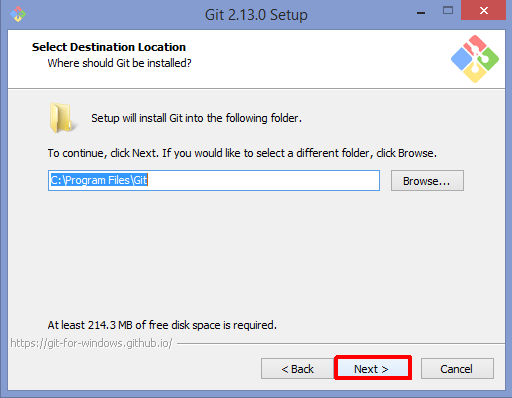 Git 2.13.0 Setup
Select Destination Location
Where should Git be installed?
Setup will install Git into the following folder.
To continue, click Next. If you would like to select a different folder, click Browse.
C:\Program Files\Git
Browse...
At least 214.3 MB of free disk space is required.
https://git-for-windows.github.io/
< Back
Next >
Cancel